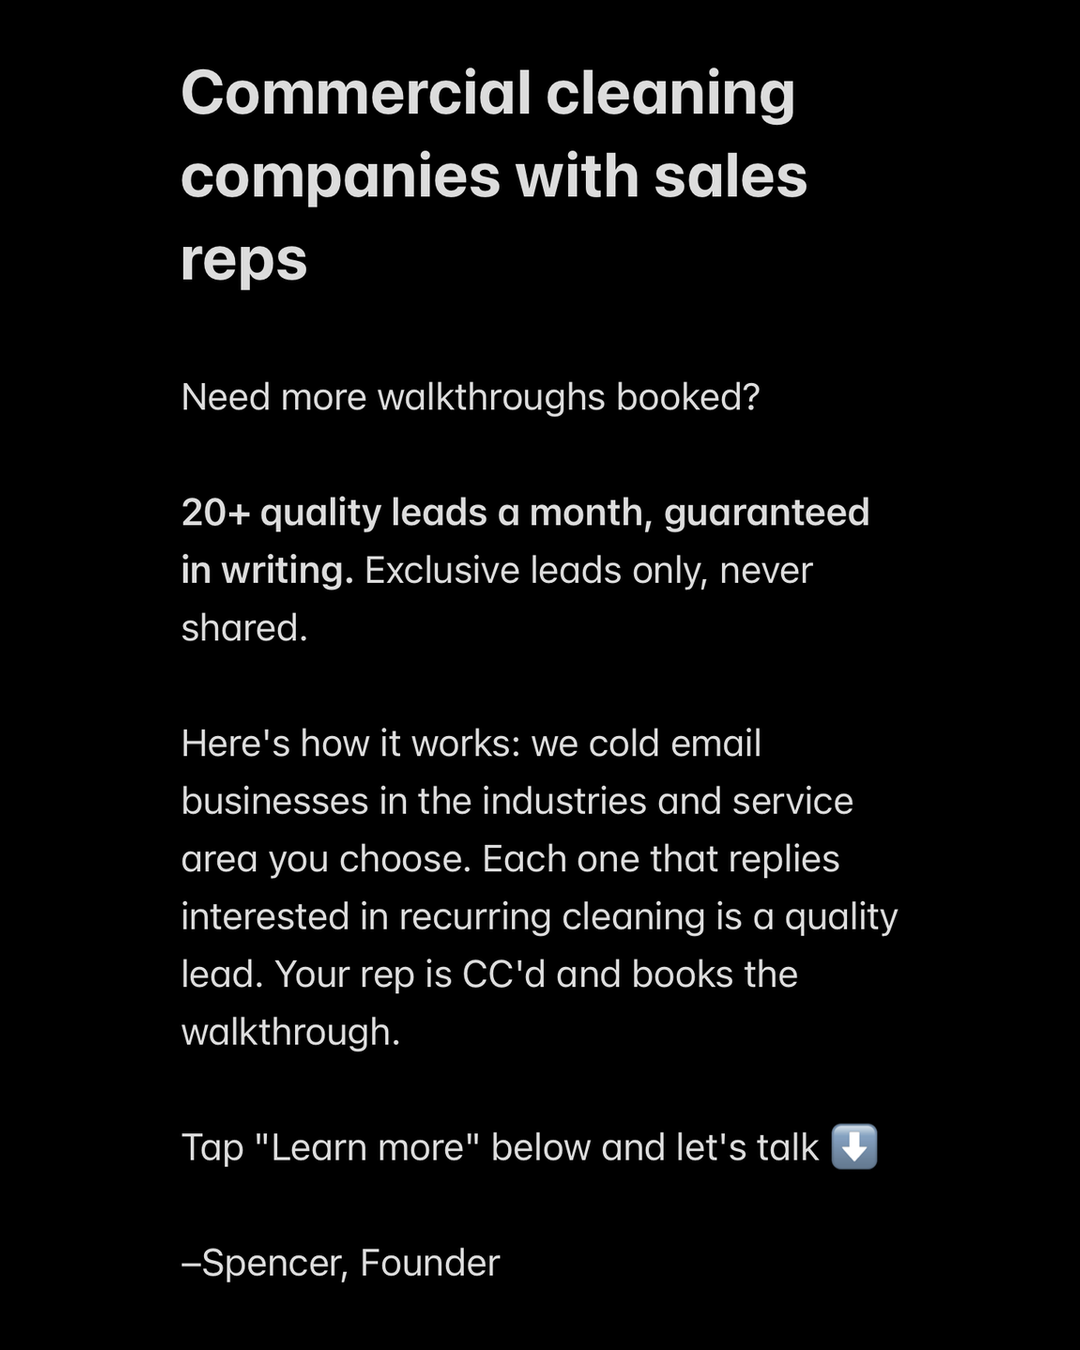 Commercial cleaning
companies with sales
reps
Need more walkthroughs booked?
20+ quality leads a month, guaranteed
in writing. Exclusive leads only, never
shared.
Here's how it works: we cold email
businesses in the industries and service
area you choose. Each one that replies
interested in recurring cleaning is a quality
lead. Your rep is CC'd and books the
walkthrough.
Tap "Learn more" below and let's talk ⬇️
–Spencer, Founder